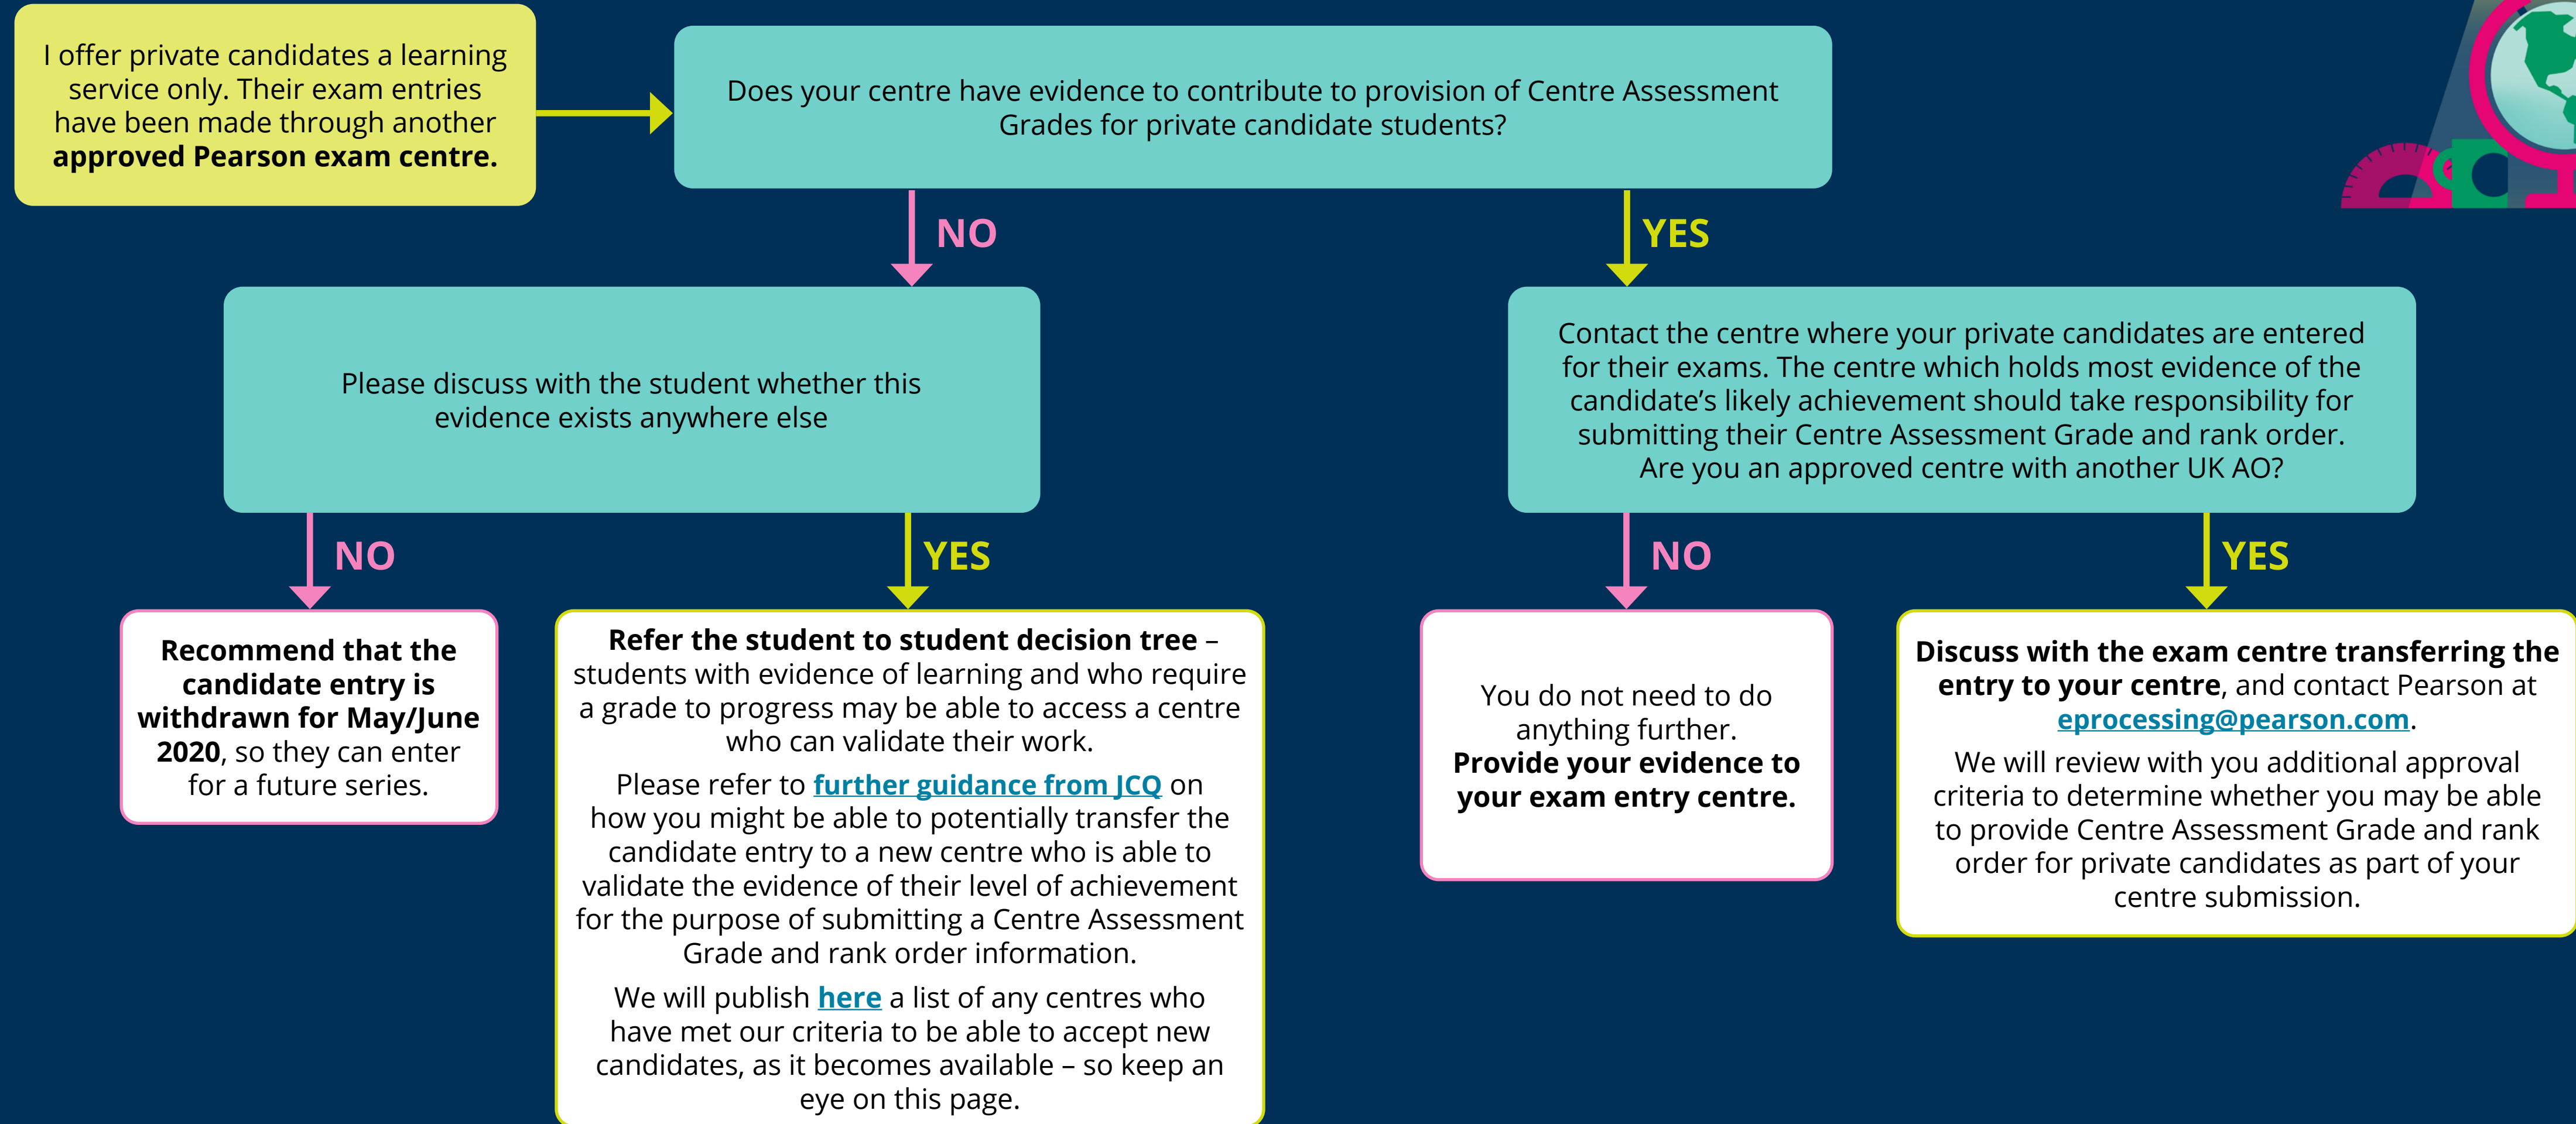 I offer private candidates a learning
service only. Their exam entries
have been made through another
approved Pearson exam centre.
Does your centre have evidence to contribute to provision of Centre Assessment
Grades for private candidate students?
NO
YES
Please discuss with the student whether this
evidence exists anywhere else
Contact the centre where your private candidates are entered
for their exams. The centre which holds most evidence of the
candidate’s likely achievement should take responsibility for
submitting their Centre Assessment Grade and rank order.
Are you an approved centre with another UK AO?
NO
YES
NO
YES
Recommend that the
candidate entry is
withdrawn for May/June
2020, so they can enter
for a future series.
Refer the student to student decision tree –
students with evidence of learning and who require
a grade to progress may be able to access a centre
who can validate their work.
Please refer to further guidance from JCQ on
how you might be able to potentially transfer the
candidate entry to a new centre who is able to
validate the evidence of their level of achievement
for the purpose of submitting a Centre Assessment
Grade and rank order information.
We will publish here a list of any centres who
have met our criteria to be able to accept new
candidates, as it becomes available – so keep an
eye on this page.
You do not need to do
anything further.
Provide your evidence to
your exam entry centre.
Discuss with the exam centre transferring the
entry to your centre, and contact Pearson at
eprocessing@pearson.com.
We will review with you additional approval
criteria to determine whether you may be able
to provide Centre Assessment Grade and rank
order for private candidates as part of your
centre submission.